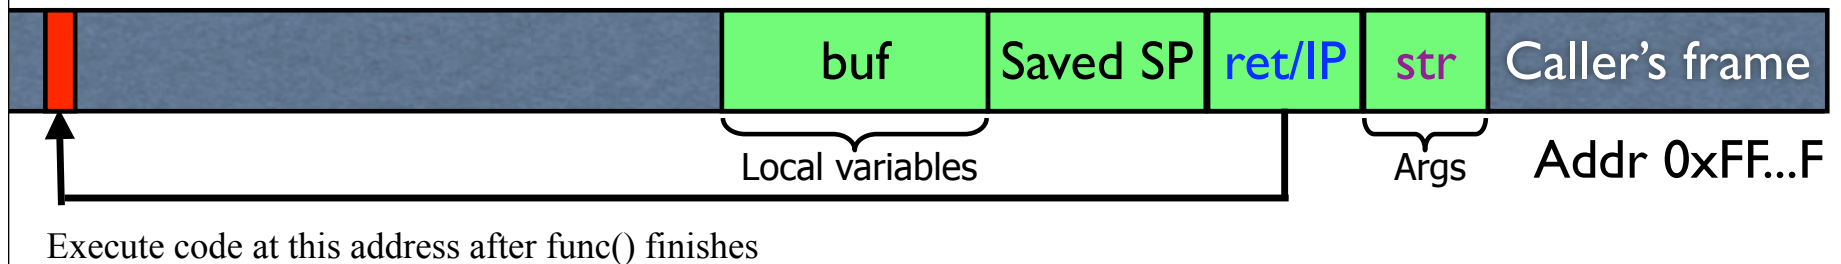 buf Saved SP ret/IP str Caller's frame
Local variables Args Addr 0xFF...F
Execute code at this address after func() finishes